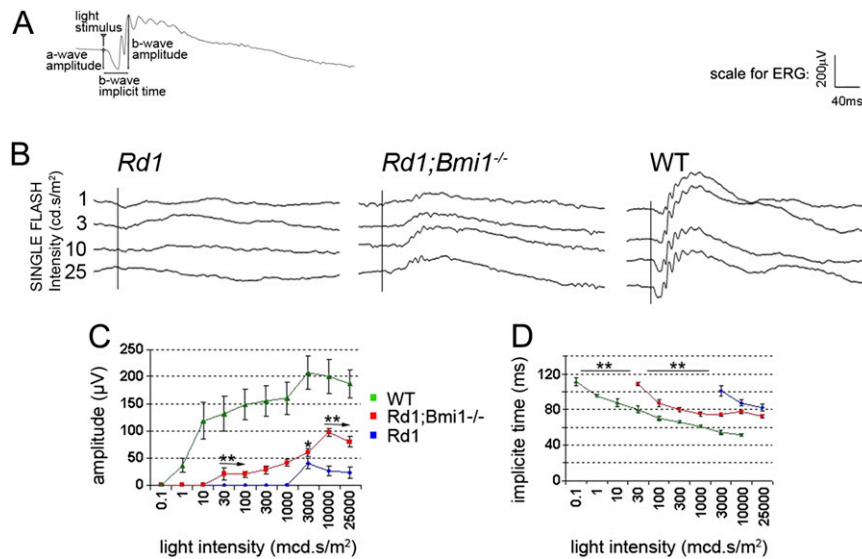 A
light
stimulus
a-wave
amplitude
b-wave
amplitude
b-wave
implicit time
scale for ERG:
200µV
40ms
B
Rd1
Rd1;Bmi1-/-
WT
SINGLE FLASH
Intensity (cd.s/m²)
1
3
10
25
C
amplitude (µV)
250
200
150
100
50
0
**
*
**
0.1
1
10
30
100
300
1000
3000
10000
25000
light intensity (mcd.s/m²)
WT
Rd1;Bmi1-/-
Rd1
D
implicite time (ms)
120
80
40
0
**
**
0.1
1
10
30
100
300
1000
3000
10000
25000
light intensity (mcd.s/m²)